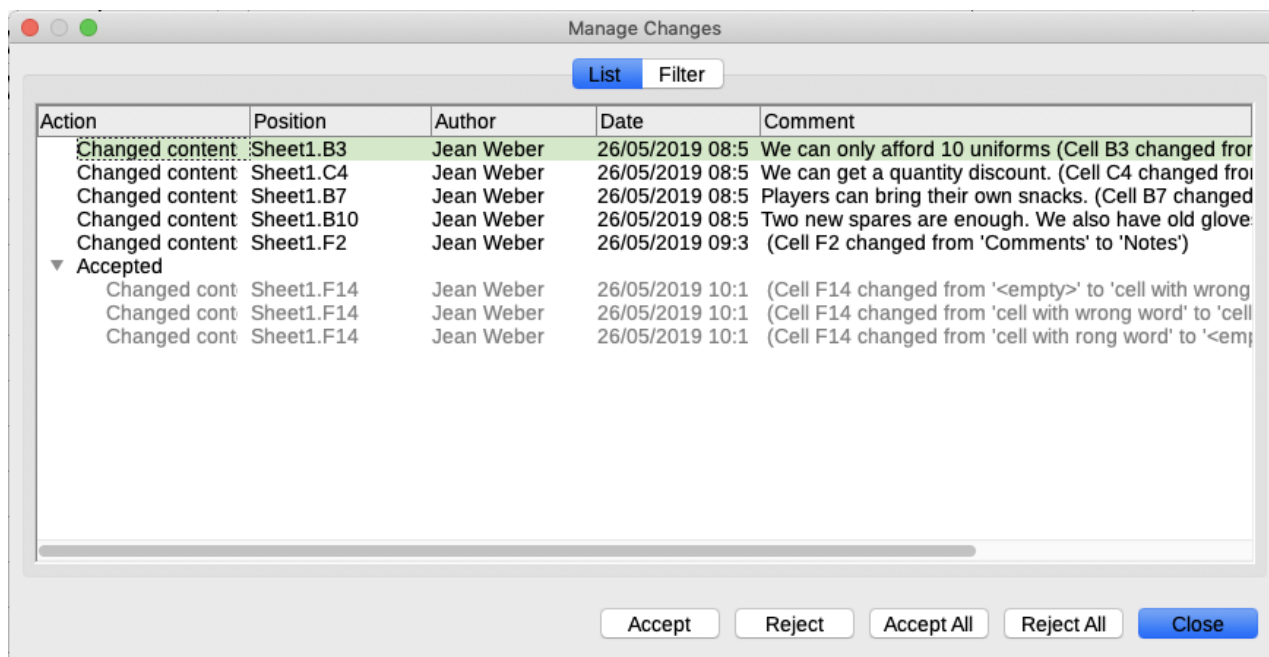 Manage Changes
List Filter
Action Position Author Date Comment
Changed content Sheet1.B3 Jean Weber 26/05/2019 08:5 We can only afford 10 uniforms (Cell B3 changed from
Changed content Sheet1.C4 Jean Weber 26/05/2019 08:5 We can get a quantity discount. (Cell C4 changed from
Changed content Sheet1.B7 Jean Weber 26/05/2019 08:5 Players can bring their own snacks. (Cell B7 changed
Changed content Sheet1.B10 Jean Weber 26/05/2019 08:5 Two new spares are enough. We also have old glove
Changed content Sheet1.F2 Jean Weber 26/05/2019 09:3 (Cell F2 changed from 'Comments' to 'Notes')
Accepted
Changed cont Sheet1.F14 Jean Weber 26/05/2019 10:1 (Cell F14 changed from '<empty>' to 'cell with wrong
Changed cont Sheet1.F14 Jean Weber 26/05/2019 10:1 (Cell F14 changed from 'cell with wrong word' to 'cell
Changed cont Sheet1.F14 Jean Weber 26/05/2019 10:1 (Cell F14 changed from 'cell with rong word' to '<emp
Accept Reject Accept All Reject All Close